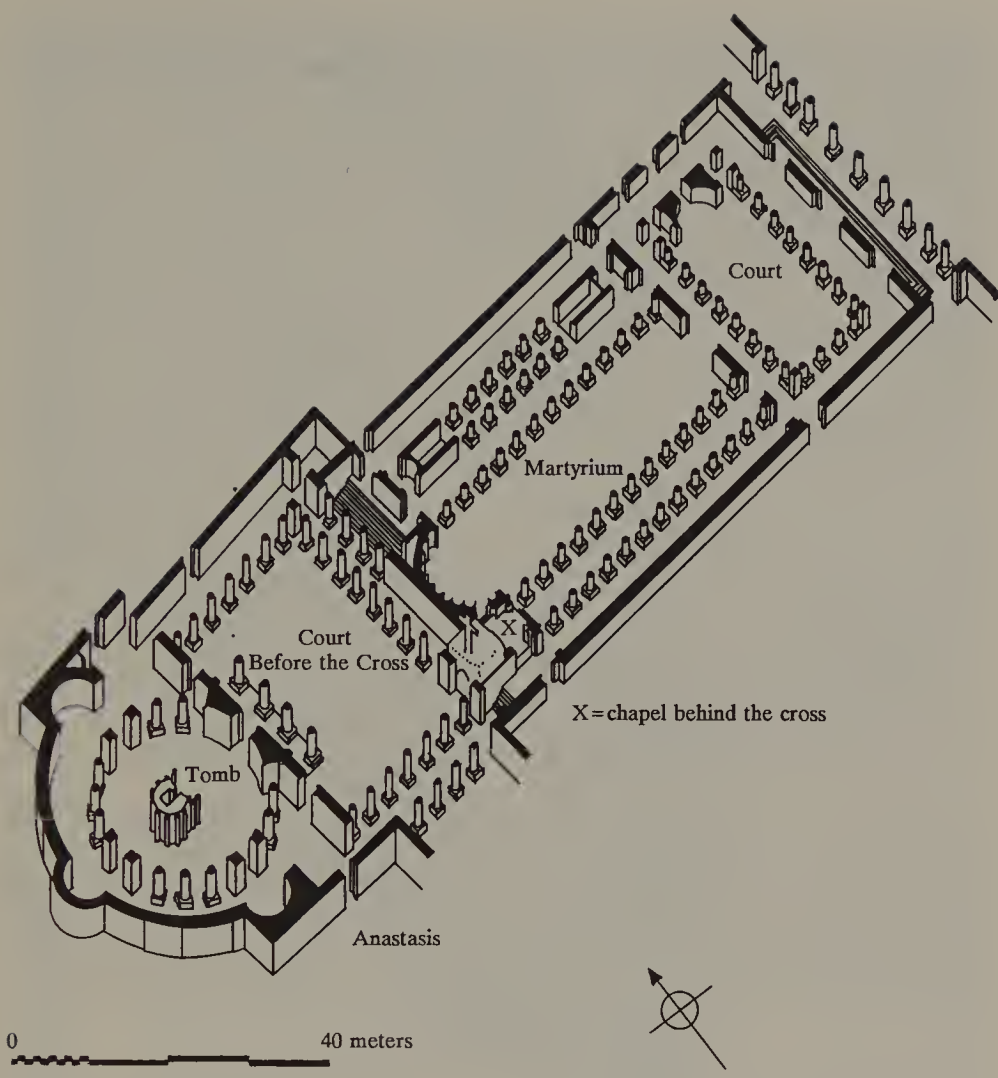 Court
Martyrium
Court
Before the Cross
X
X=chapel behind the cross
Tomb
Anastasis
0 40 meters